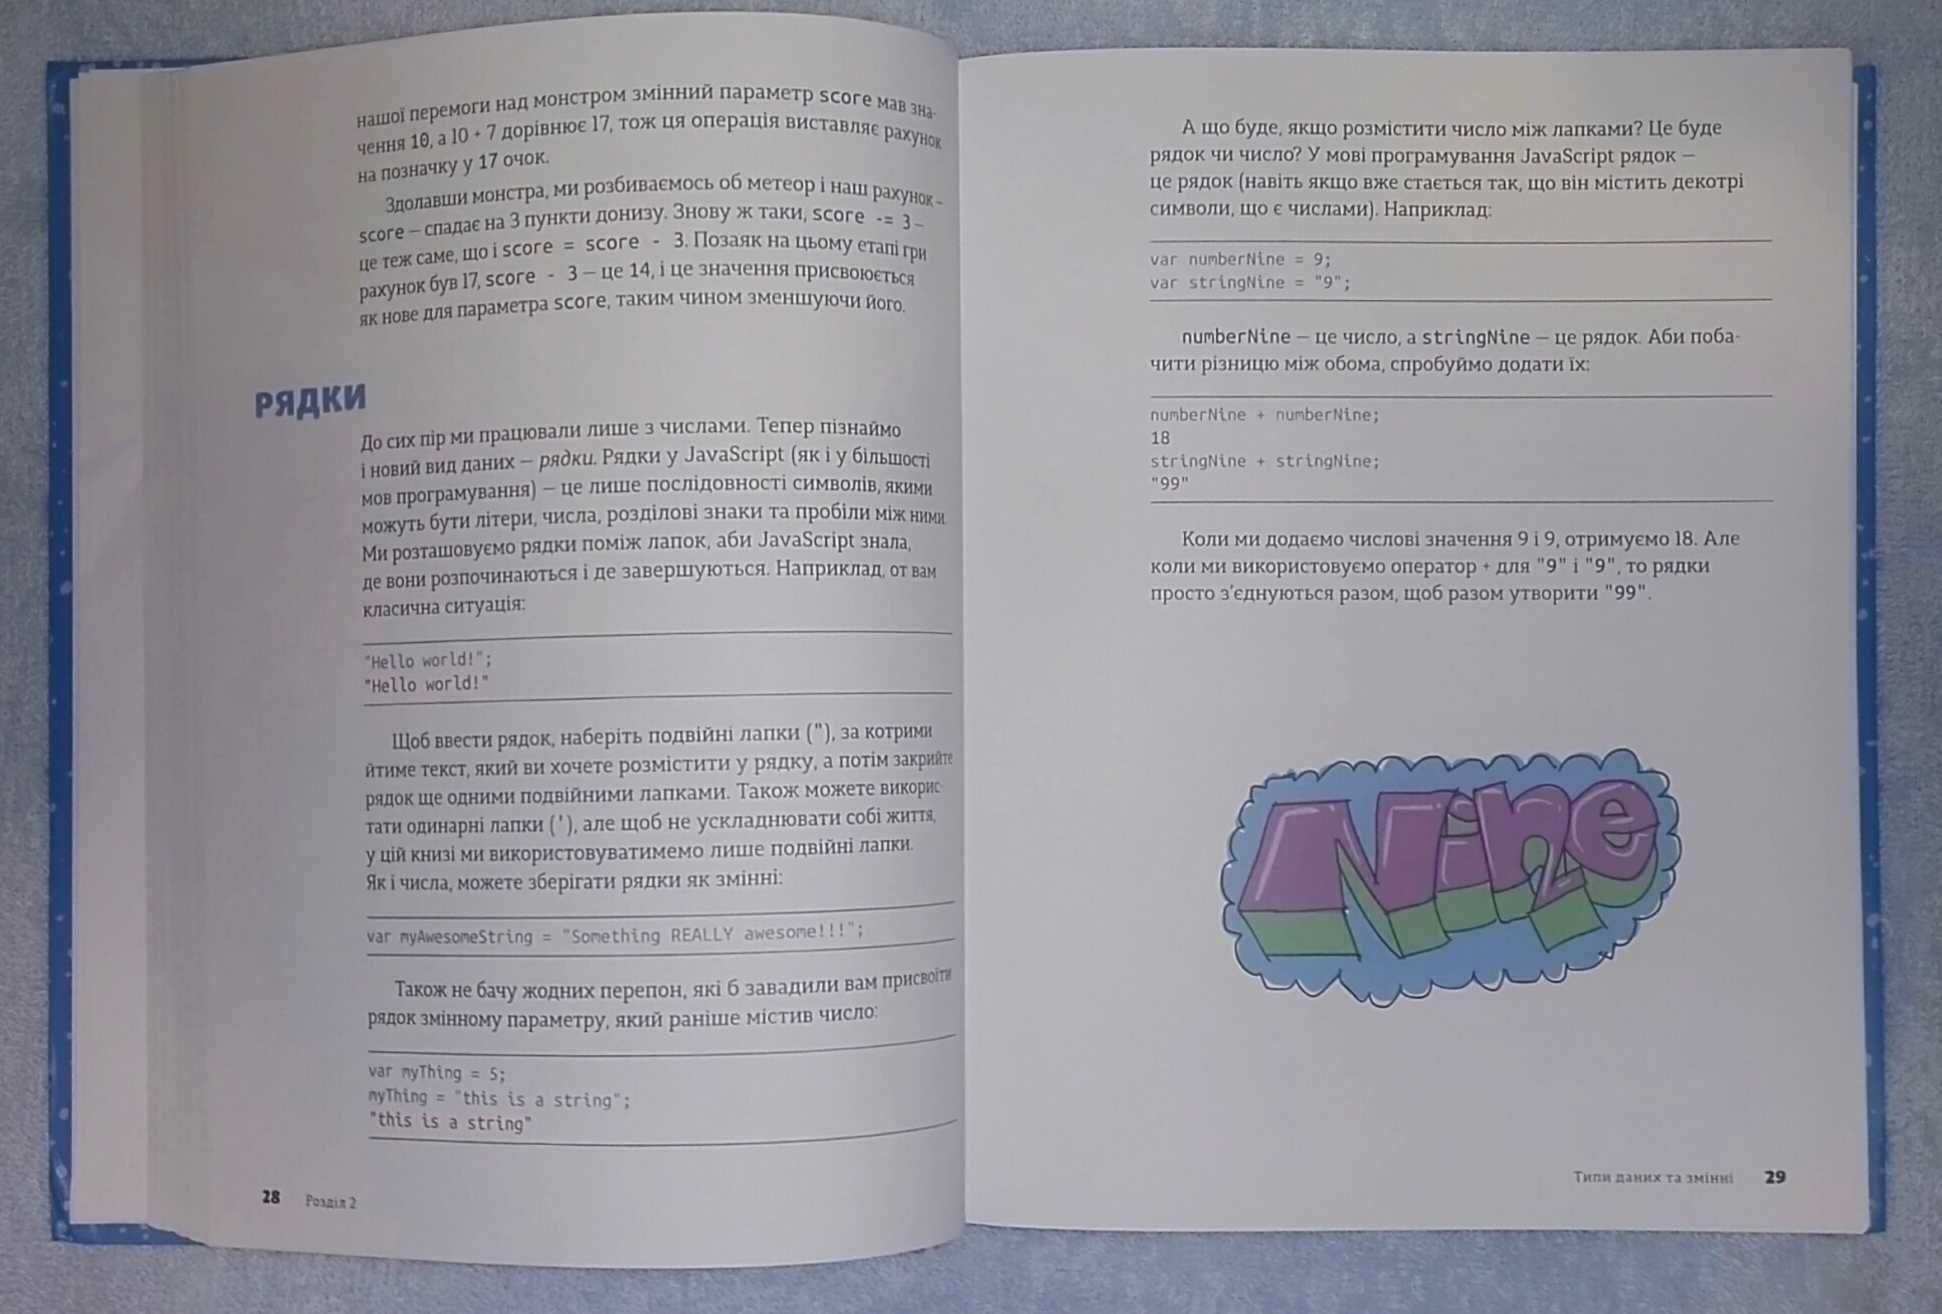 нашої перемоги над монстром змінний параметр score мав зна-
чення 10, а 10 + 7 дорівнює 17, тож ця операція виставляє рахунок
на позначку у 17 очок.
Здолавши монстра, ми розбиваємось об метеор і наш рахунок –
score — спадає на 3 пункти донизу. Знову ж таки, score -= 3 –
це теж саме, що і score = score - 3. Позаяк на цьому етапі гри
рахунок був 17, score - 3 — це 14, і це значення присвоюється
як нове для параметра score, таким чином зменшуючи його.
РЯДКИ
До сих пір ми працювали лише з числами. Тепер пізнаймо
і новий вид даних — рядки. Рядки у JavaScript (як і у більшості
мов програмування) — це лише послідовності символів, якими
можуть бути літери, числа, розділові знаки та пробіли між ними.
Ми розташовуємо рядки поміж лапок, аби JavaScript знала,
де вони розпочинаються і де завершуються. Наприклад, от вам
класична ситуація:
"Hello world!";
"Hello world!"
Щоб ввести рядок, наберіть подвійні лапки ("), за котрими
йтиме текст, який ви хочете розмістити у рядку, а потім закрийте
рядок ще одними подвійними лапками. Також можете викорис-
тати одинарні лапки ('), але щоб не ускладнювати собі життя,
у цій книзі ми використовуватимемо лише подвійні лапки.
Як і числа, можете зберігати рядки як змінні:
var myAwesomeString = "Something REALLY awesome!!!";
Також не бачу жодних перепон, які б завадили вам присвоїти
рядок змінному параметру, який раніше містив число:
var myThing = 5;
myThing = "this is a string";
"this is a string"
28 Розділ 2
А що буде, якщо розмістити число між лапками? Це буде
рядок чи число? У мові програмування JavaScript рядок —
це рядок (навіть якщо вже стається так, що він містить декотрі
символи, що є числами). Наприклад:
var numberNine = 9;
var stringNine = "9";
numberNine — це число, а stringNine — це рядок. Аби поба-
чити різницю між обома, спробуймо додати їх:
numberNine + numberNine;
18
stringNine + stringNine;
"99"
Коли ми додаємо числові значення 9 і 9, отримуємо 18. Але
коли ми використовуємо оператор + для "9" і "9", то рядки
просто з'єднуються разом, щоб разом утворити "99".
Nine
Типи даних та змінні 29